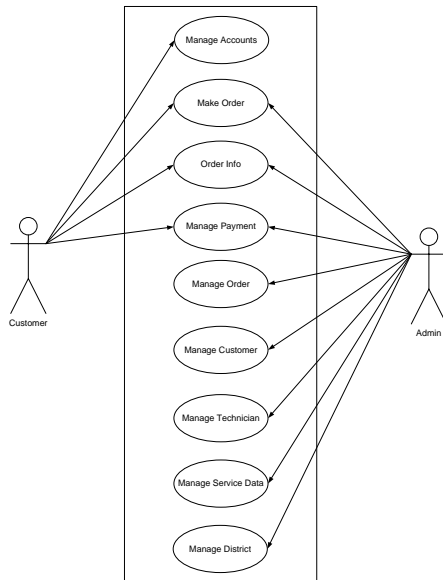 Manage Accounts
Make Order
Order Info
Manage Payment
Manage Order
Manage Customer
Manage Technician
Manage Service Data
Manage District
Customer
Admin